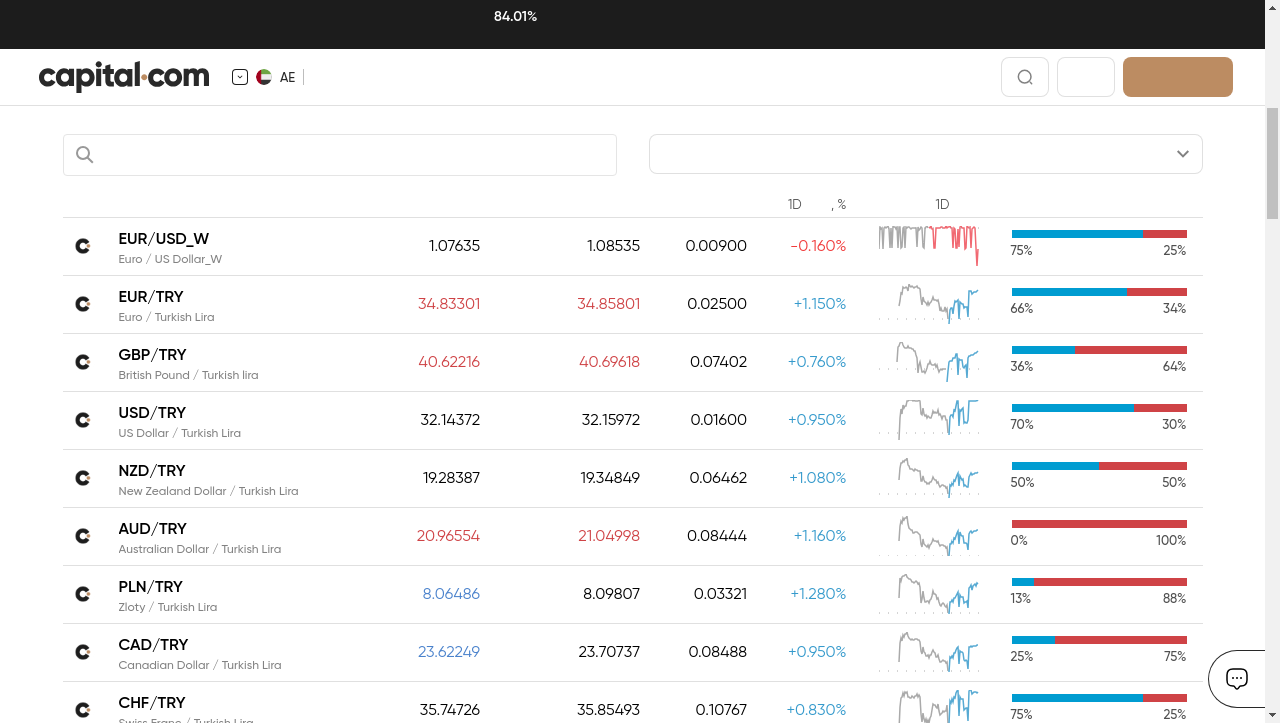 84.01%
capital.com
AE
1D , % 1D
EUR/USD_W 1.07635 1.08535 0.00900 -0.160%
Euro / US Dollar_W 75% 25%
EUR/TRY 34.83301 34.85801 0.02500 +1.150%
Euro / Turkish Lira 66% 34%
GBP/TRY 40.62216 40.69618 0.07402 +0.760%
British Pound / Turkish lira 36% 64%
USD/TRY 32.14372 32.15972 0.01600 +0.950%
US Dollar / Turkish Lira 70% 30%
NZD/TRY 19.28387 19.34849 0.06462 +1.080%
New Zealand Dollar / Turkish Lira 50% 50%
AUD/TRY 20.96554 21.04998 0.08444 +1.160%
Australian Dollar / Turkish Lira 0% 100%
PLN/TRY 8.06486 8.09807 0.03321 +1.280%
Zloty / Turkish Lira 13% 88%
CAD/TRY 23.62249 23.70737 0.08488 +0.950%
Canadian Dollar / Turkish Lira 25% 75%
CHF/TRY 35.74726 35.85493 0.10767 +0.830%
Swiss Franc / Turkish Lira 75% 25%